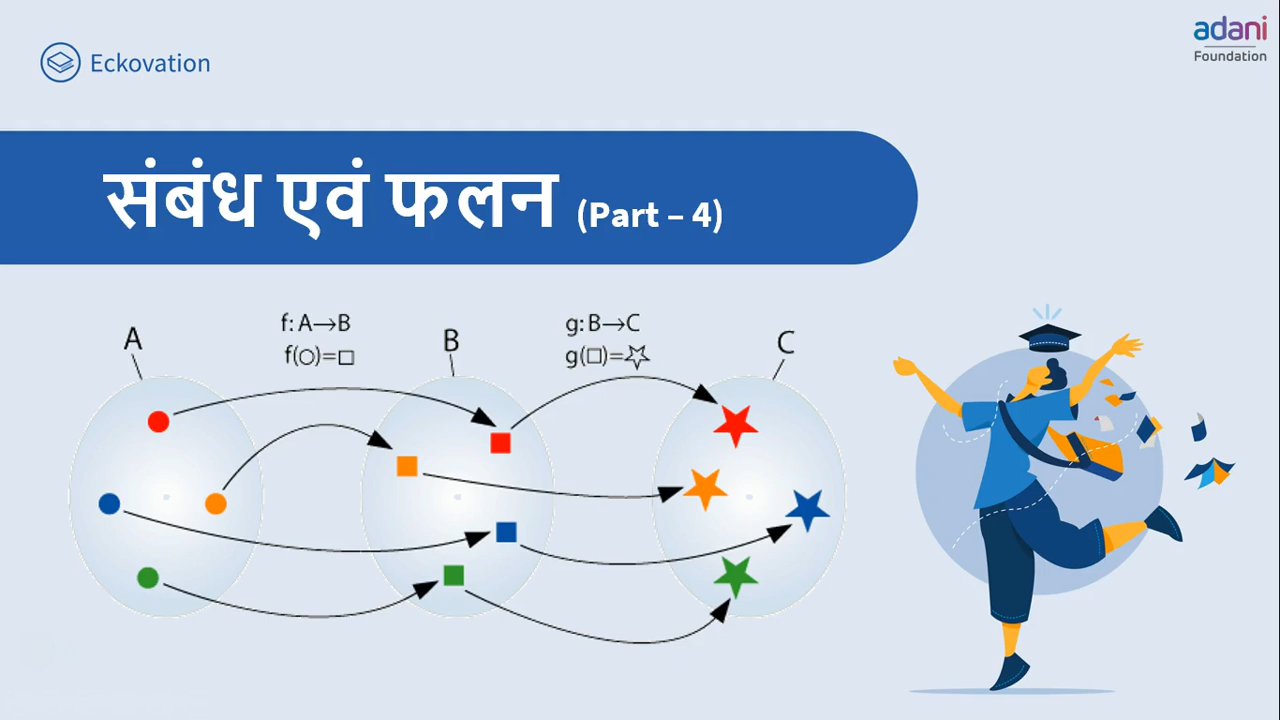 Eckovation
adani
Foundation
संबंध एवं फलन (Part – 4)
A
f: A→B
f(○)=□
B
g: B→C
g(□)=☆
C